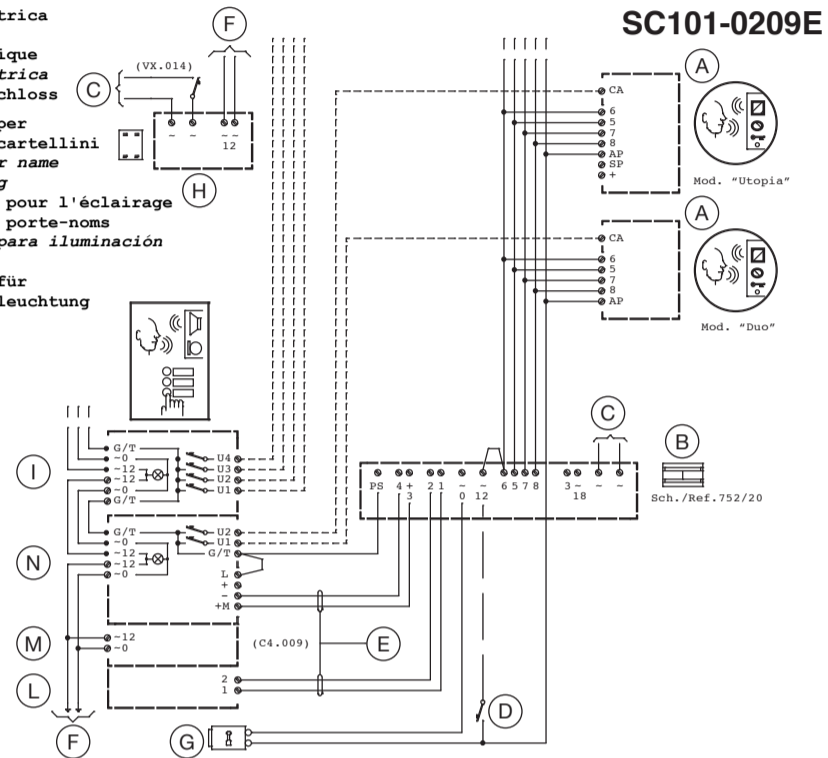 SC101-0209E
trica
ique
trica
chloss
per
cartellini
r name
g
pour l'éclairage
porte-noms
para iluminación
für
leuchtung
F
(VX.014)
C
~ ~ ~~
12
H
A
CA
6
5
7
8
AP
SP
+
Mod. "Utopia"
A
CA
6
5
7
8
AP
Mod. "Duo"
C
B
PS 4 + 2 1 ~ ~ 6 5 7 8 3 ~ ~ ~
3 0 12 18
Sch./Ref.752/20
I
G/T
~0 U4
~12 U3
~12 U2
~0 U1
G/T
N
G/T U2
~0 U1
~12 G/T
~12
~0 L
+
-
+M
M
~12
~0
(C4.009)
E
L
2
1
D
F
G